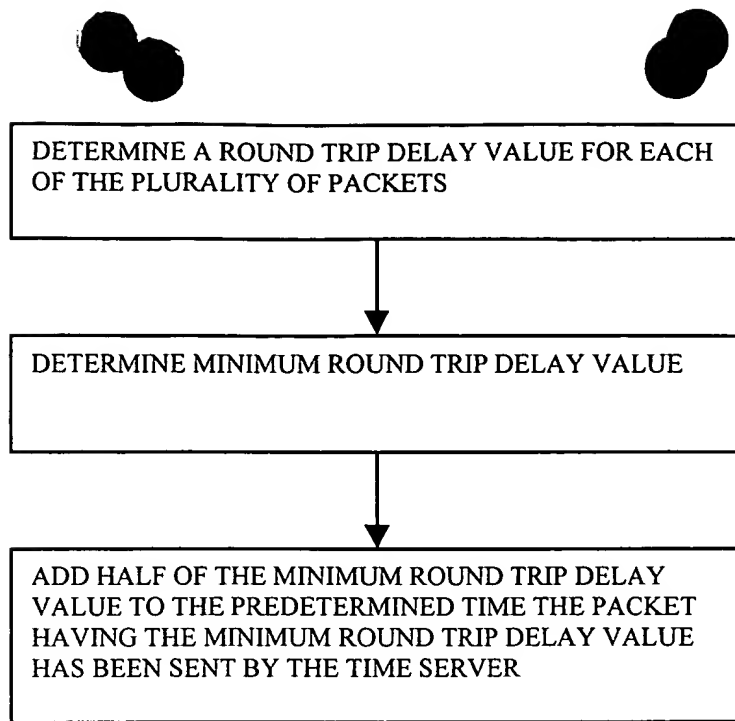 DETERMINE A ROUND TRIP DELAY VALUE FOR EACH
OF THE PLURALITY OF PACKETS
DETERMINE MINIMUM ROUND TRIP DELAY VALUE
ADD HALF OF THE MINIMUM ROUND TRIP DELAY
VALUE TO THE PREDETERMINED TIME THE PACKET
HAVING THE MINIMUM ROUND TRIP DELAY VALUE
HAS BEEN SENT BY THE TIME SERVER